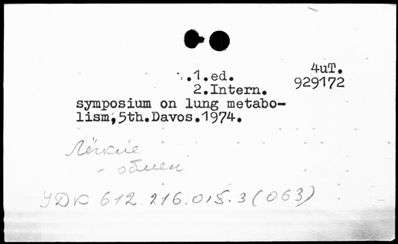 .1.ed. 4иТ.
2.Intern. 929172
symposium on lung metabo-
lism,5th.Davos.1974.
Лёгкие
- обмен
УДК 612.216.015.3(063)